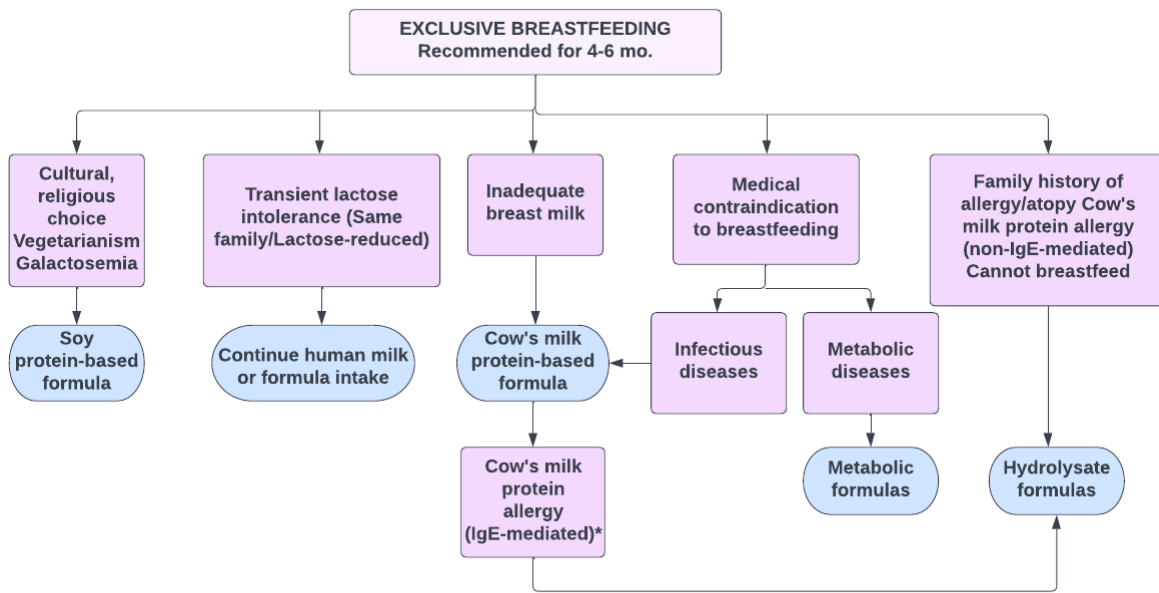 EXCLUSIVE BREASTFEEDING
Recommended for 4-6 mo.
Cultural,
religious
choice
Vegetarianism
Galactosemia
Transient lactose
intolerance (Same
family/Lactose-reduced)
Inadequate
breast milk
Medical
contraindication
to breastfeeding
Family history of
allergy/atopy Cow's
milk protein allergy
(non-IgE-mediated)
Cannot breastfeed
Soy
protein-based
formula
Continue human milk
or formula intake
Cow's milk
protein-based
formula
Infectious
diseases
Metabolic
diseases
Cow's milk
protein
allergy
(IgE-mediated)*
Metabolic
formulas
Hydrolysate
formulas